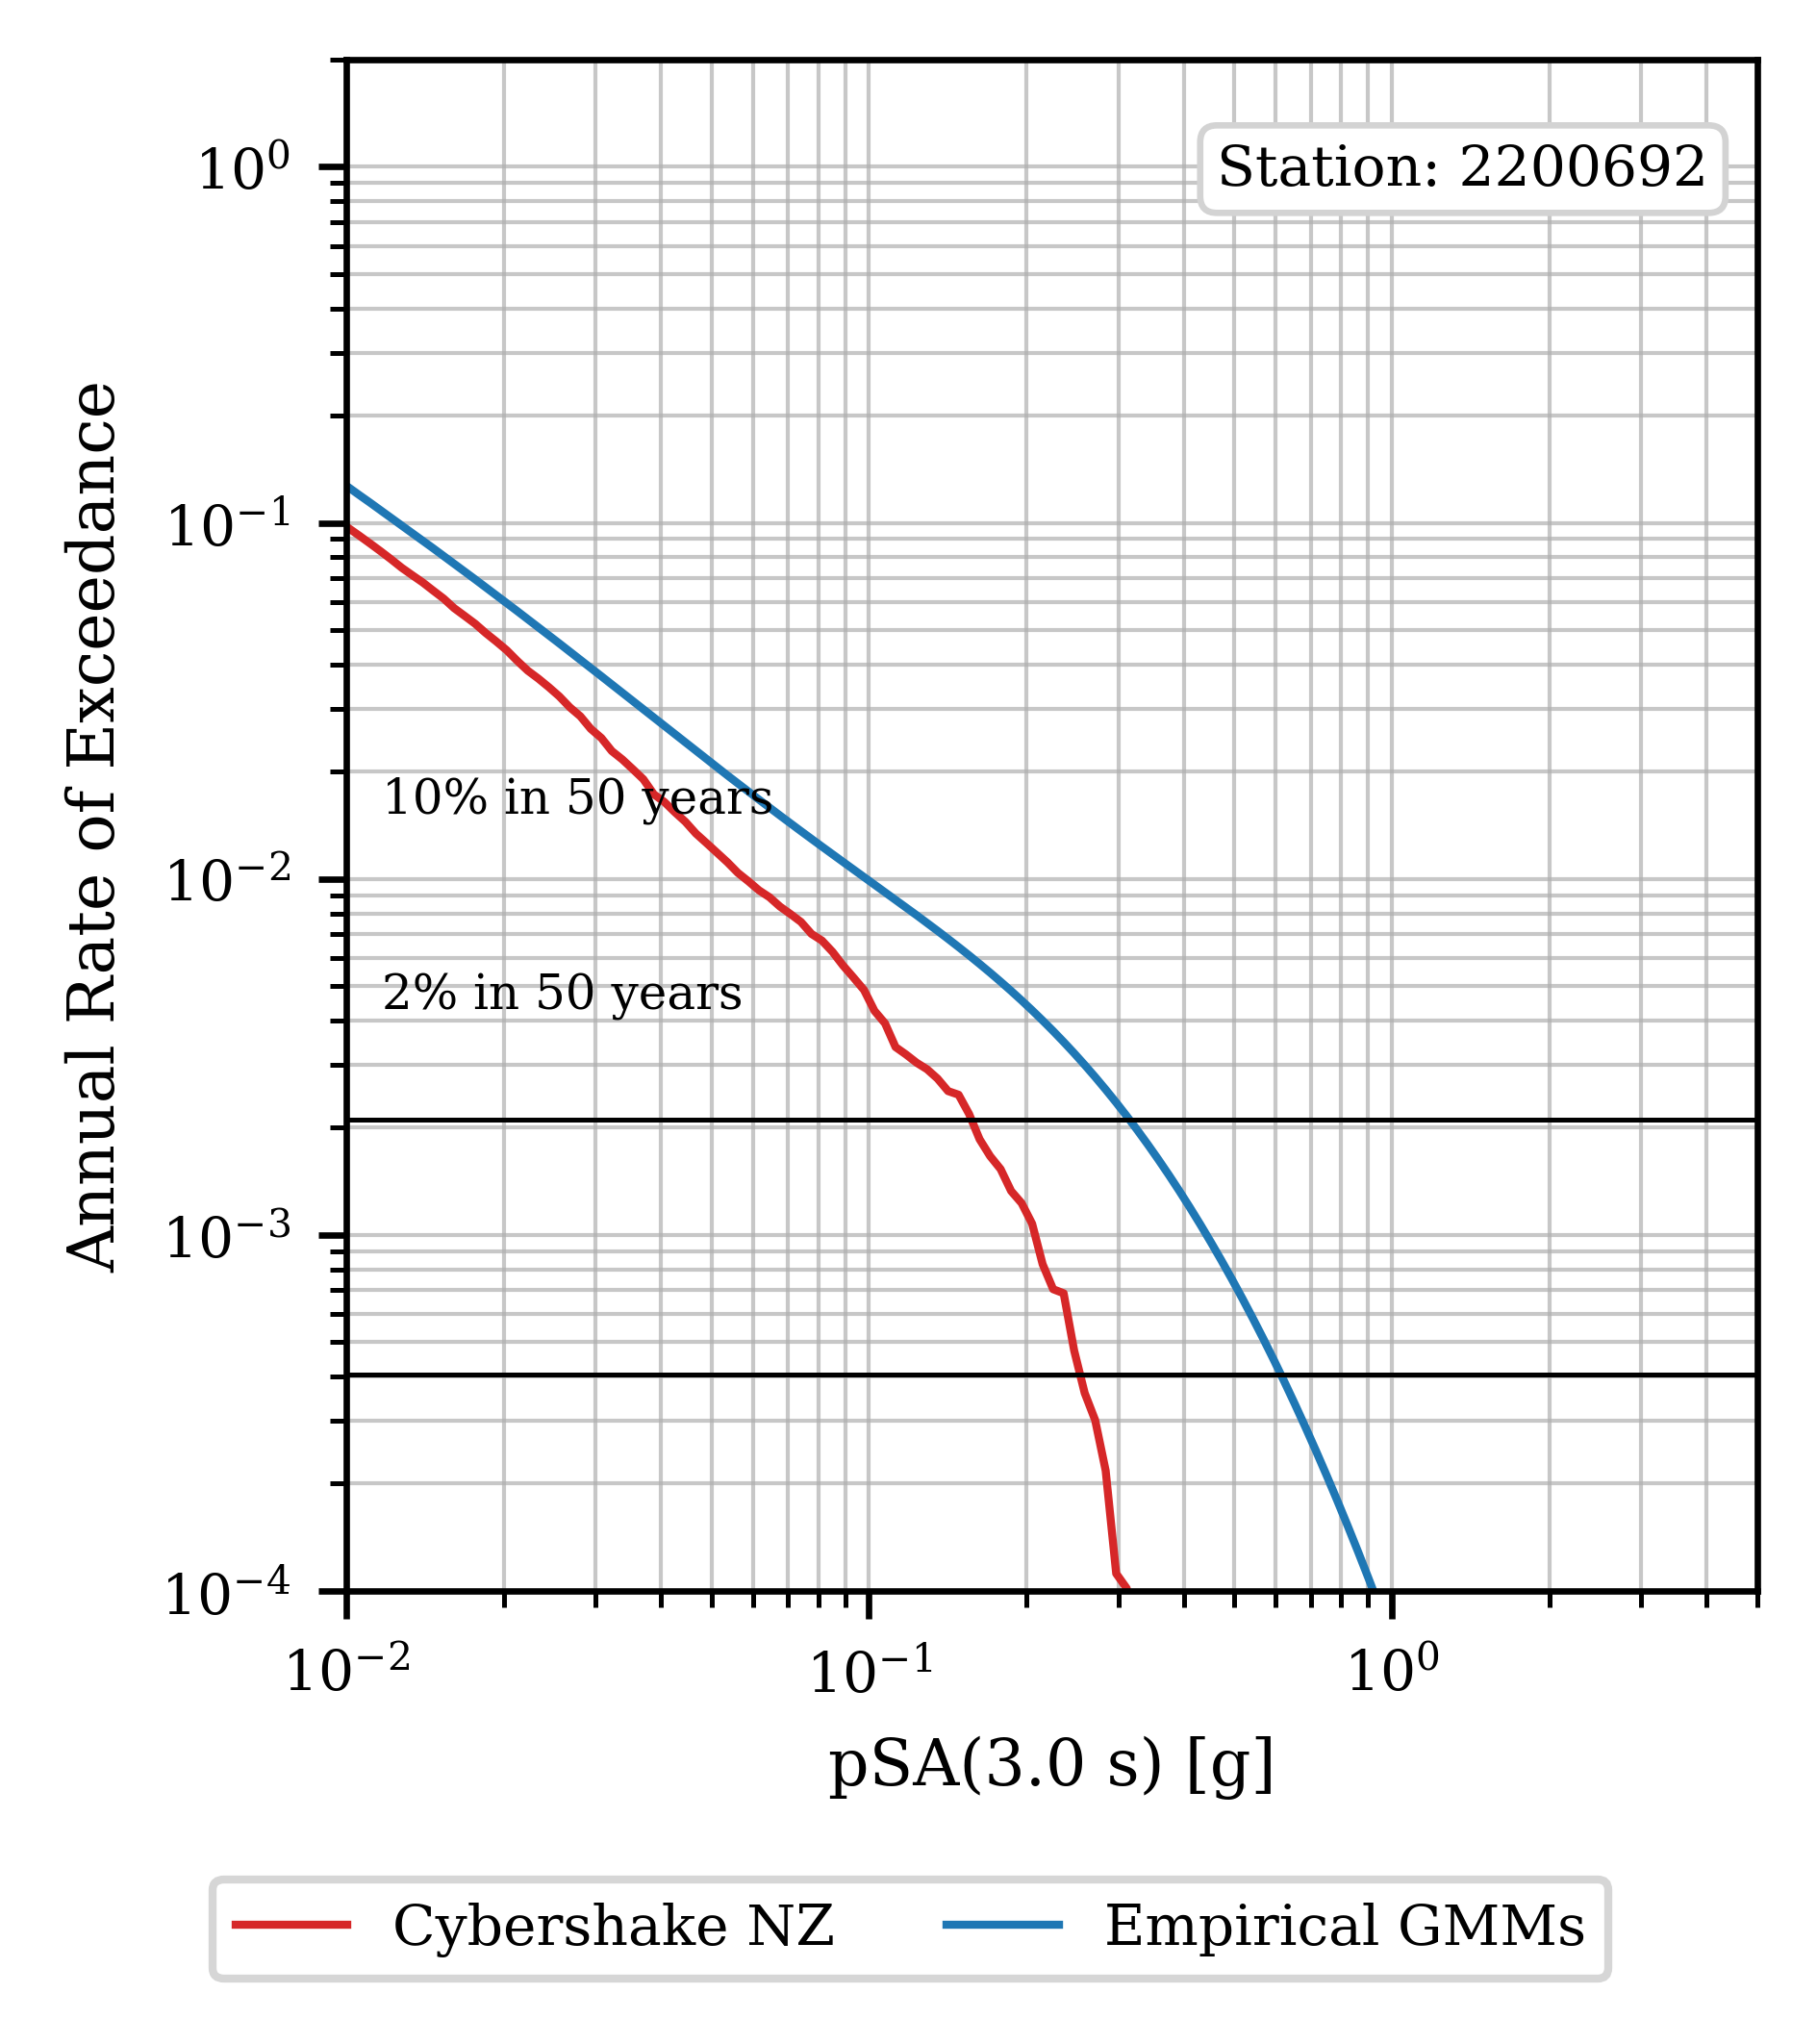 Station: 2200692
10⁰
10⁻¹
10⁻²
10⁻³
10⁻⁴
Annual Rate of Exceedance
10% in 50 years
2% in 50 years
10⁻² 10⁻¹ 10⁰
pSA(3.0 s) [g]
Cybershake NZ Empirical GMMs